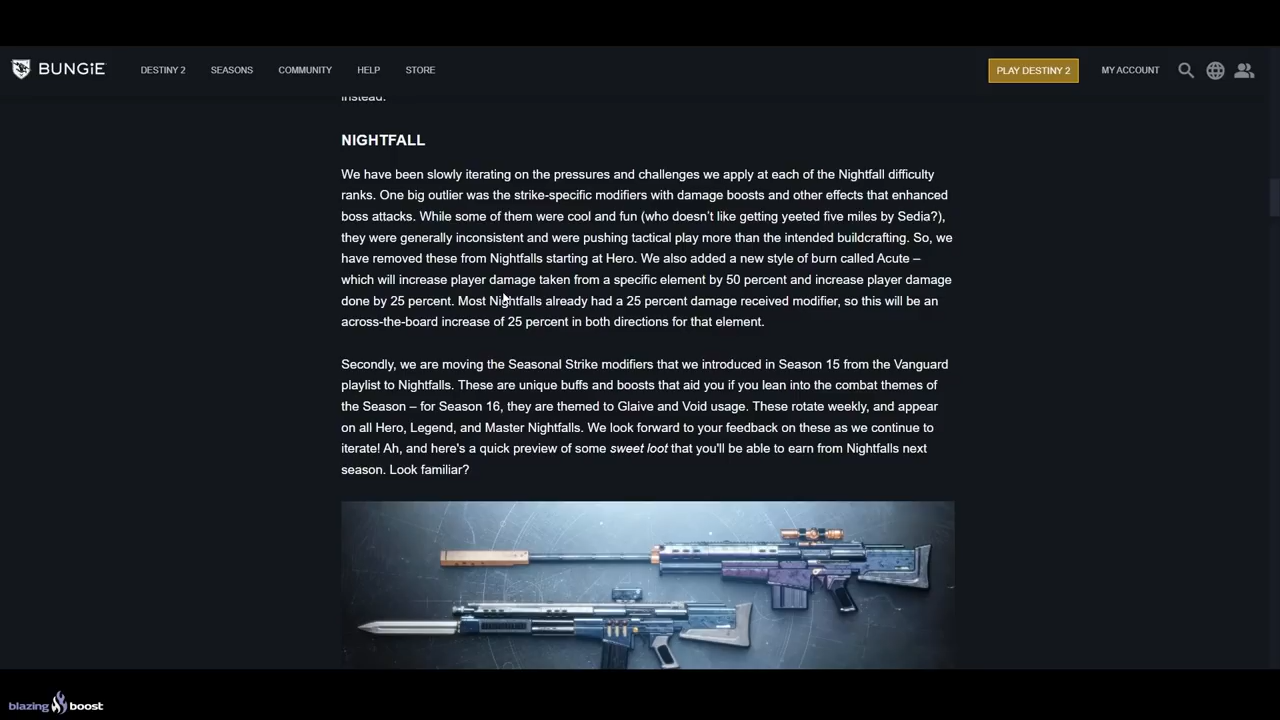 BUNGiE
DESTINY 2
SEASONS
COMMUNITY
HELP
STORE
PLAY DESTINY 2
MY ACCOUNT
instead.
NIGHTFALL
We have been slowly iterating on the pressures and challenges we apply at each of the Nightfall difficulty
ranks. One big outlier was the strike-specific modifiers with damage boosts and other effects that enhanced
boss attacks. While some of them were cool and fun (who doesn't like getting yeeted five miles by Sedia?),
they were generally inconsistent and were pushing tactical play more than the intended buildcrafting. So, we
have removed these from Nightfalls starting at Hero. We also added a new style of burn called Acute –
which will increase player damage taken from a specific element by 50 percent and increase player damage
done by 25 percent. Most Nightfalls already had a 25 percent damage received modifier, so this will be an
across-the-board increase of 25 percent in both directions for that element.
Secondly, we are moving the Seasonal Strike modifiers that we introduced in Season 15 from the Vanguard
playlist to Nightfalls. These are unique buffs and boosts that aid you if you lean into the combat themes of
the Season – for Season 16, they are themed to Glaive and Void usage. These rotate weekly, and appear
on all Hero, Legend, and Master Nightfalls. We look forward to your feedback on these as we continue to
iterate! Ah, and here's a quick preview of some sweet loot that you'll be able to earn from Nightfalls next
season. Look familiar?
blazing boost